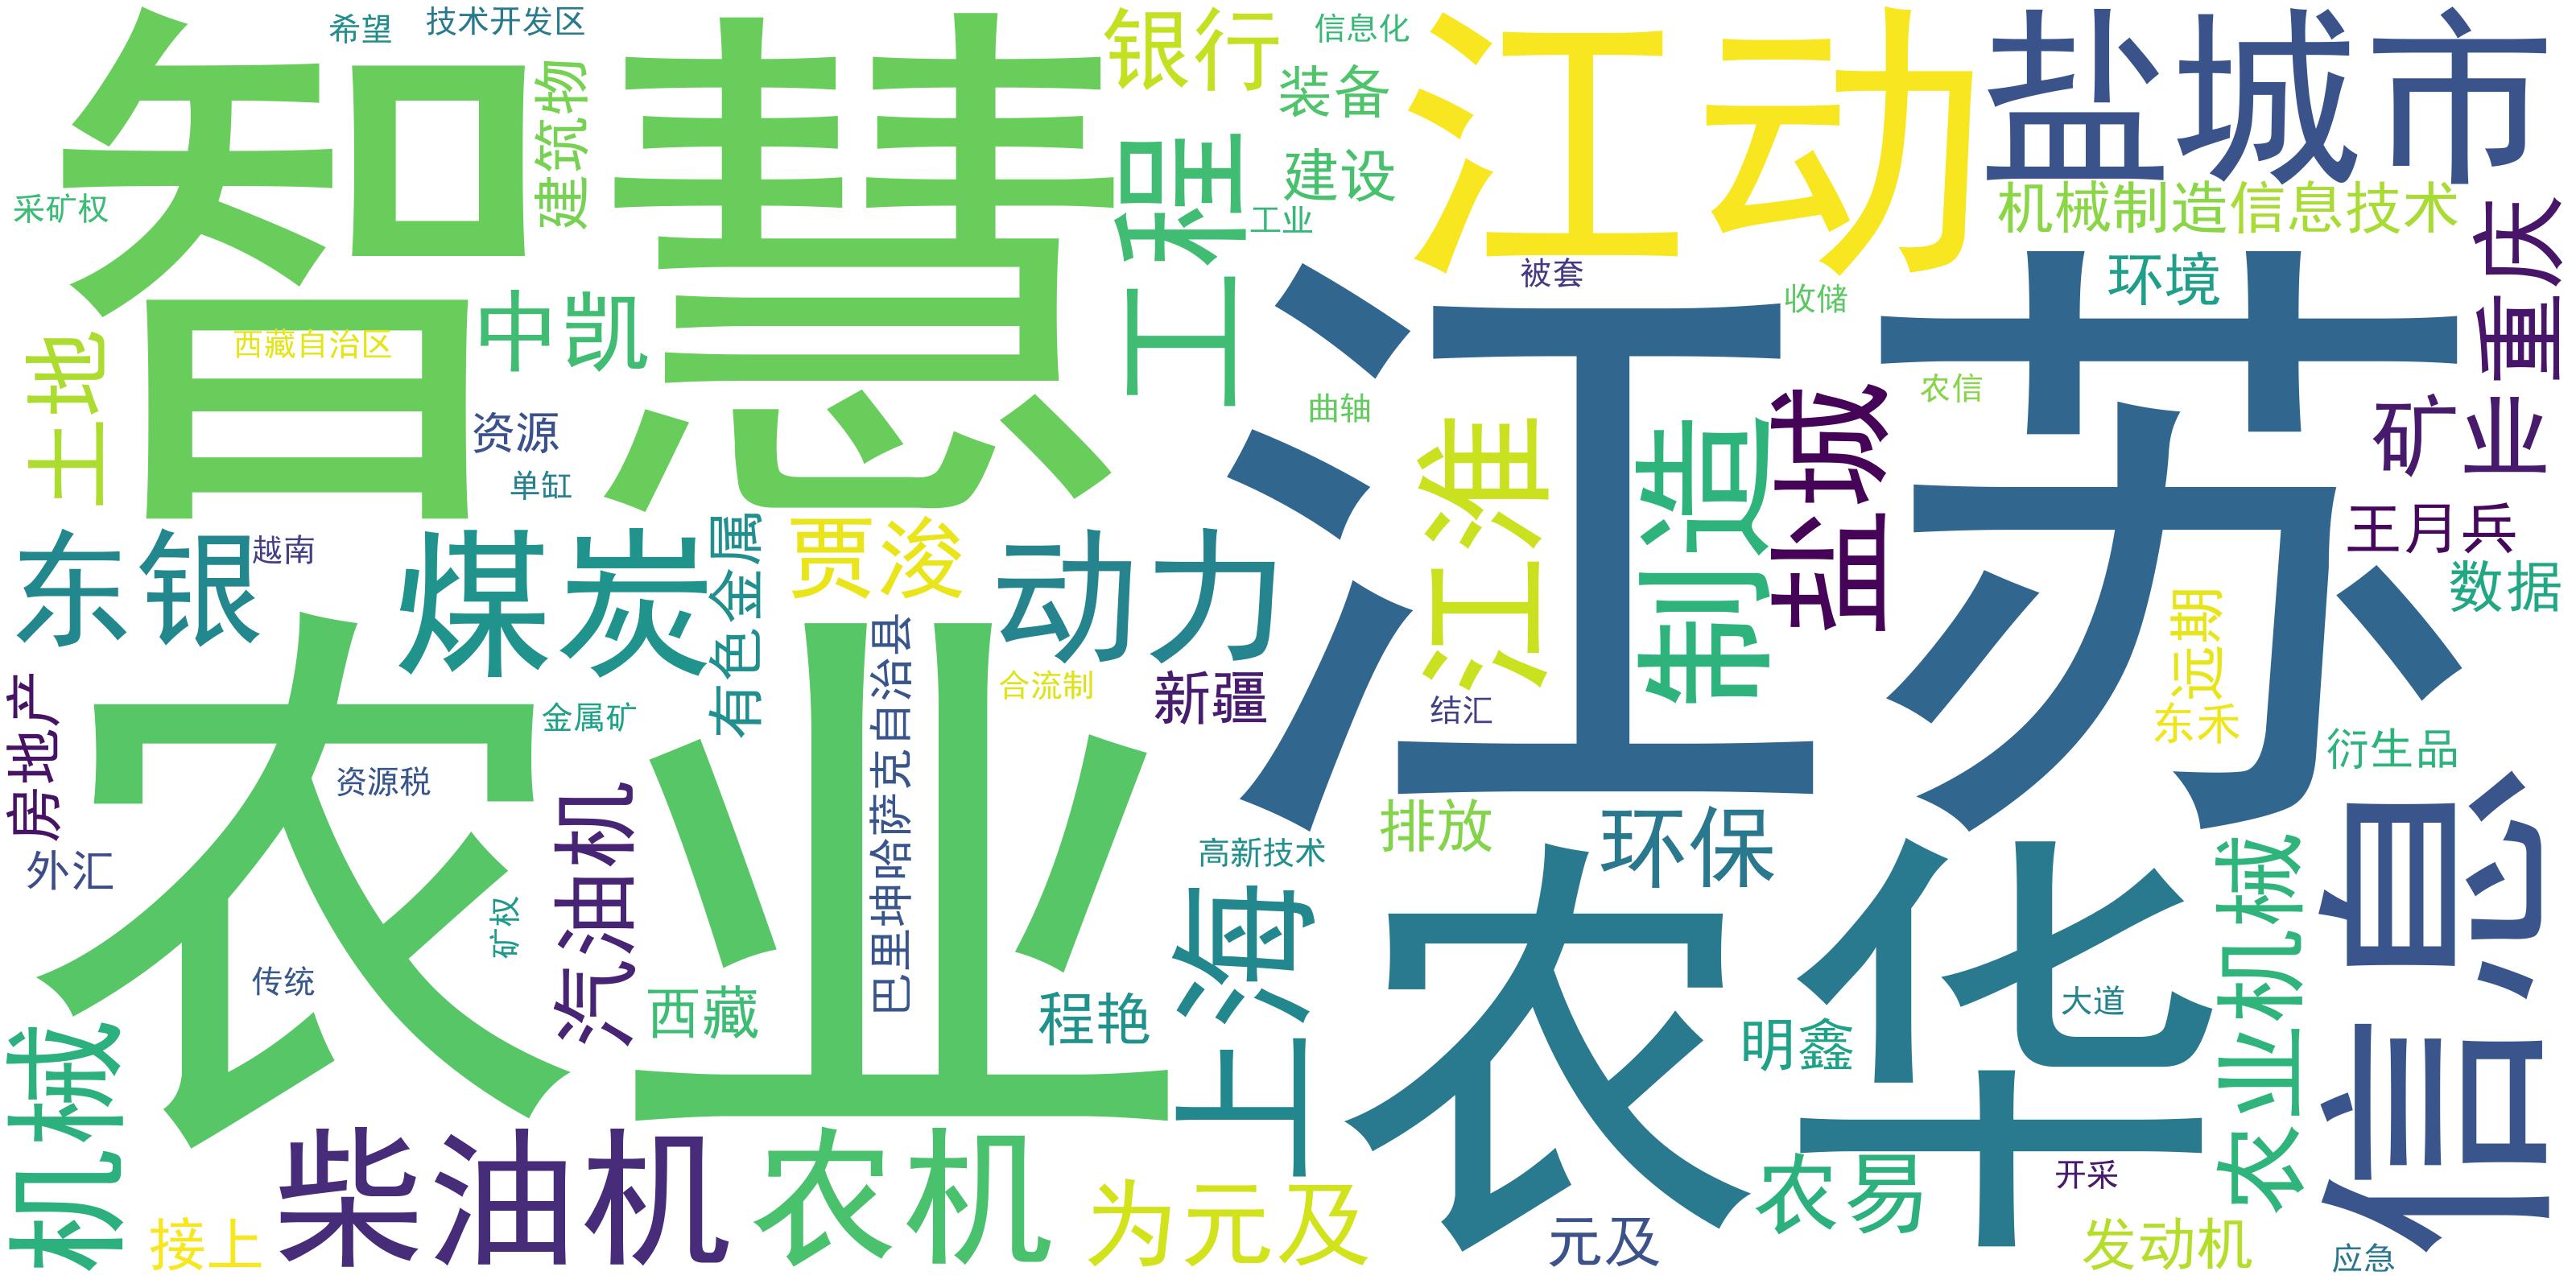 智慧
江苏
农业
农华
江动
盐城市
信息
希望
技术开发区
银行
信息化
装备
建设
工程
工业
建筑物
采矿权
机械制造信息技术
重庆
环境
被套
收储
中凯
西藏自治区
土地
资源
单缸
曲轴
江淮
制造
盐城
农信
矿业
王月兵
数据
东银
越南
煤炭
有色金属
贾浚
动力
巴里坤哈萨克自治县
合流制
新疆
结汇
远期
东禾
衍生品
房地产
金属矿
资源税
外汇
汽油机
矿权
传统
高新技术
排放
环保
上海
西藏
程艳
明鑫
大道
农业机械
机械
柴油机
农机
为元及
元及
农易
开采
发动机
应急
接上